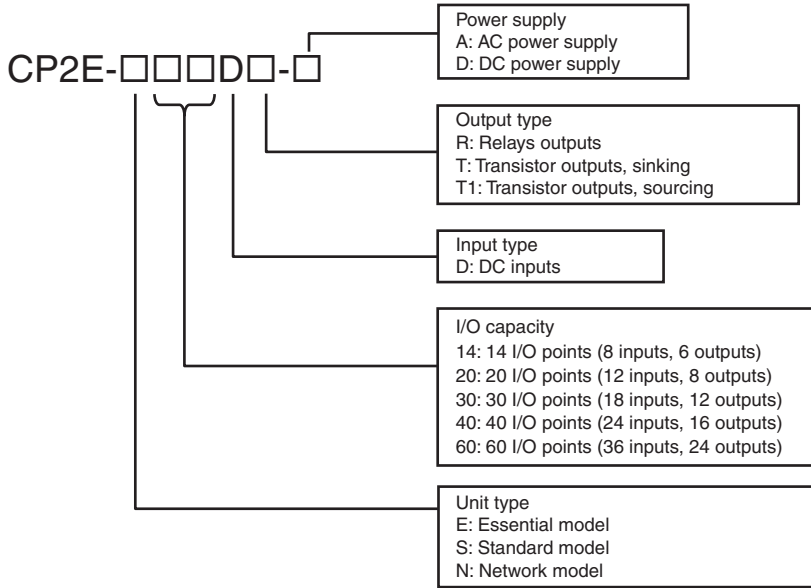 CP2E-□□□D□-□
Power supply
A: AC power supply
D: DC power supply
Output type
R: Relays outputs
T: Transistor outputs, sinking
T1: Transistor outputs, sourcing
Input type
D: DC inputs
I/O capacity
14: 14 I/O points (8 inputs, 6 outputs)
20: 20 I/O points (12 inputs, 8 outputs)
30: 30 I/O points (18 inputs, 12 outputs)
40: 40 I/O points (24 inputs, 16 outputs)
60: 60 I/O points (36 inputs, 24 outputs)
Unit type
E: Essential model
S: Standard model
N: Network model